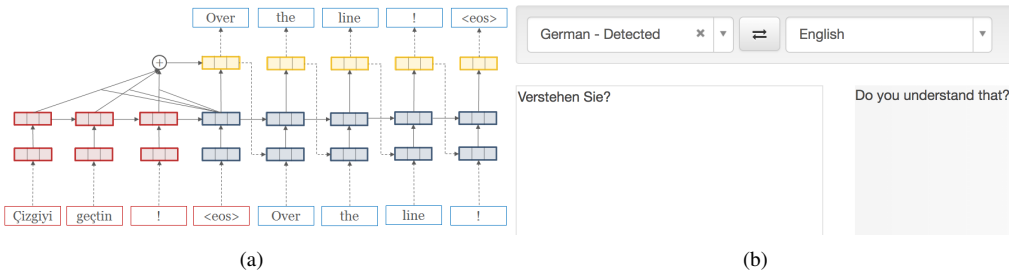 Over the line ! <eos>
+
Çizgiyi geçtin ! <eos> Over the line !
(a)
German - Detected × ▾ ⇄ English ▾
Verstehen Sie?
Do you understand that?
(b)